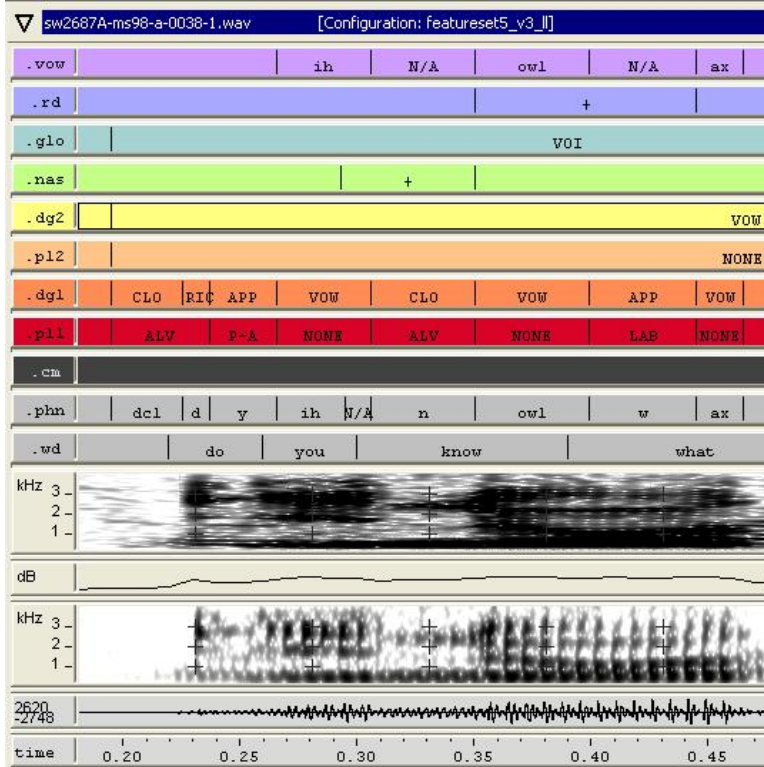 sw2687A-ms98-a-0038-1.wav [Configuration: featureset5_v3_ll]
.vow ih N/A ow1 N/A ax
.rd +
.glo VOI
.nas +
.dg2 VOW
.pl2 NONE
.dg1 CLO RIC APP VOW CLO VOW APP VOW
.pl1 ALV P-A NONE ALV NONE LAB NONE
.cm
.phn dcl d y ih N/A n ow1 w ax
.wd do you know what
kHz 3
2
1
dB
kHz 3
2
1
2620
-2748
time 0.20 0.25 0.30 0.35 0.40 0.45